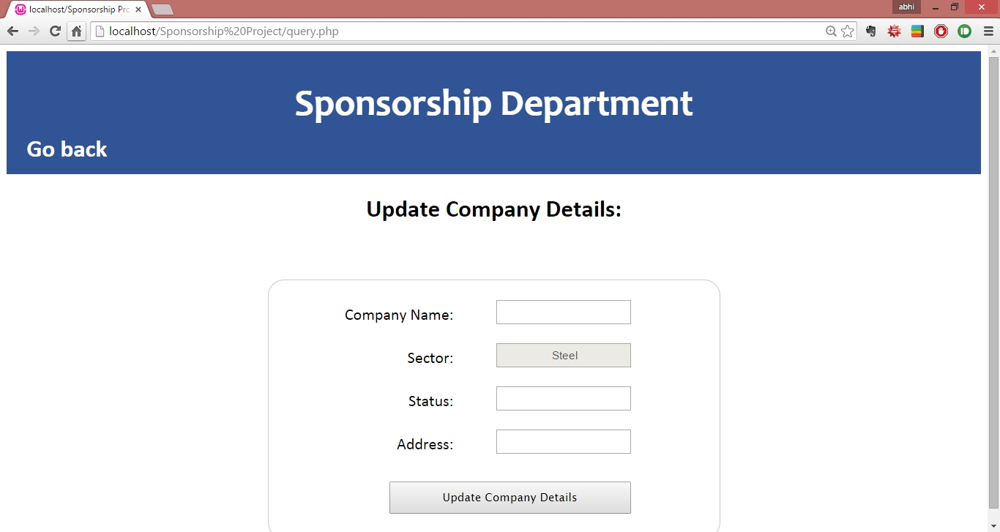 localhost/Sponsorship Prc
abhi
localhost/Sponsorship%20Project/query.php
Sponsorship Department
Go back
Update Company Details:
Company Name:
Sector: Steel
Status:
Address:
Update Company Details